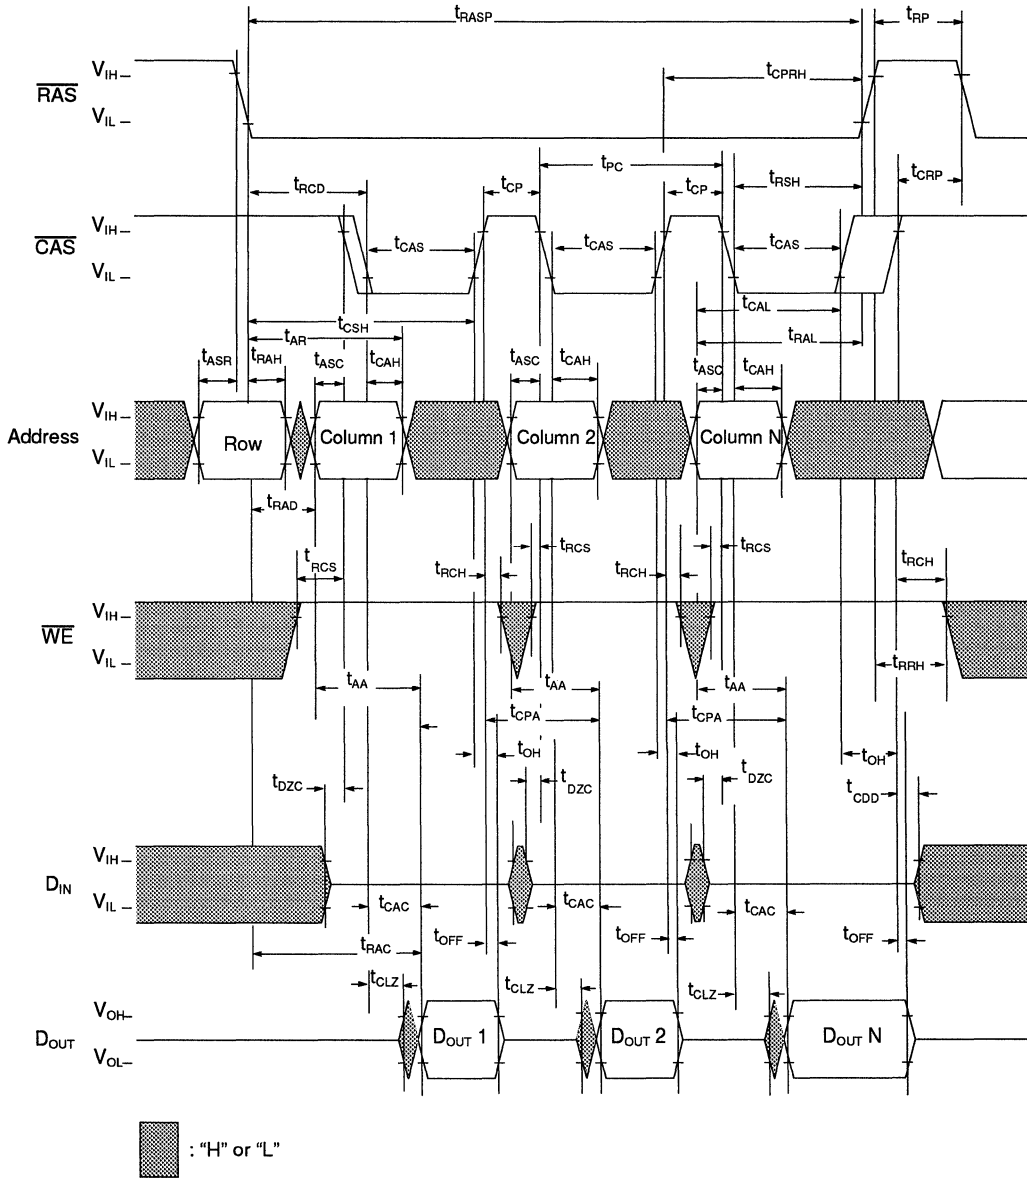 tRASP
tRP
tCPRH
RAS
VIH
VIL
tPC
tRCD
tCP
tCP
tRSH
tCRP
CAS
VIH
VIL
tCAS
tCAS
tCAS
tCAL
tCSH
tAR
tRAL
tASR
tRAH
tASC
tCAH
tASC
tCAH
tASC
tCAH
Address
VIH
VIL
Row
Column 1
Column 2
Column N
tRAD
tRCS
tRCS
tRCS
tRCH
tRCH
tRCH
WE
VIH
VIL
tRRH
tAA
tAA
tAA
tCPA
tCPA
tOH
tOH
tOH
tDZC
tDZC
tDZC
tCDD
DIN
VIH
VIL
tCAC
tCAC
tCAC
tRAC
tOFF
tOFF
tOFF
tCLZ
tCLZ
tCLZ
DOUT
VOH
VOL
DOUT 1
DOUT 2
DOUT N
: “H” or “L”